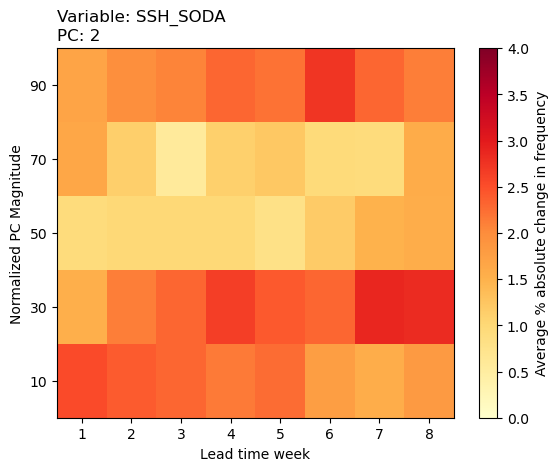 Variable: SSH_SODA
PC: 2
90
70
50
30
10
Normalized PC Magnitude
1 2 3 4 5 6 7 8
Lead time week
4.0
3.5
3.0
2.5
2.0
1.5
1.0
0.5
0.0
Average % absolute change in frequency